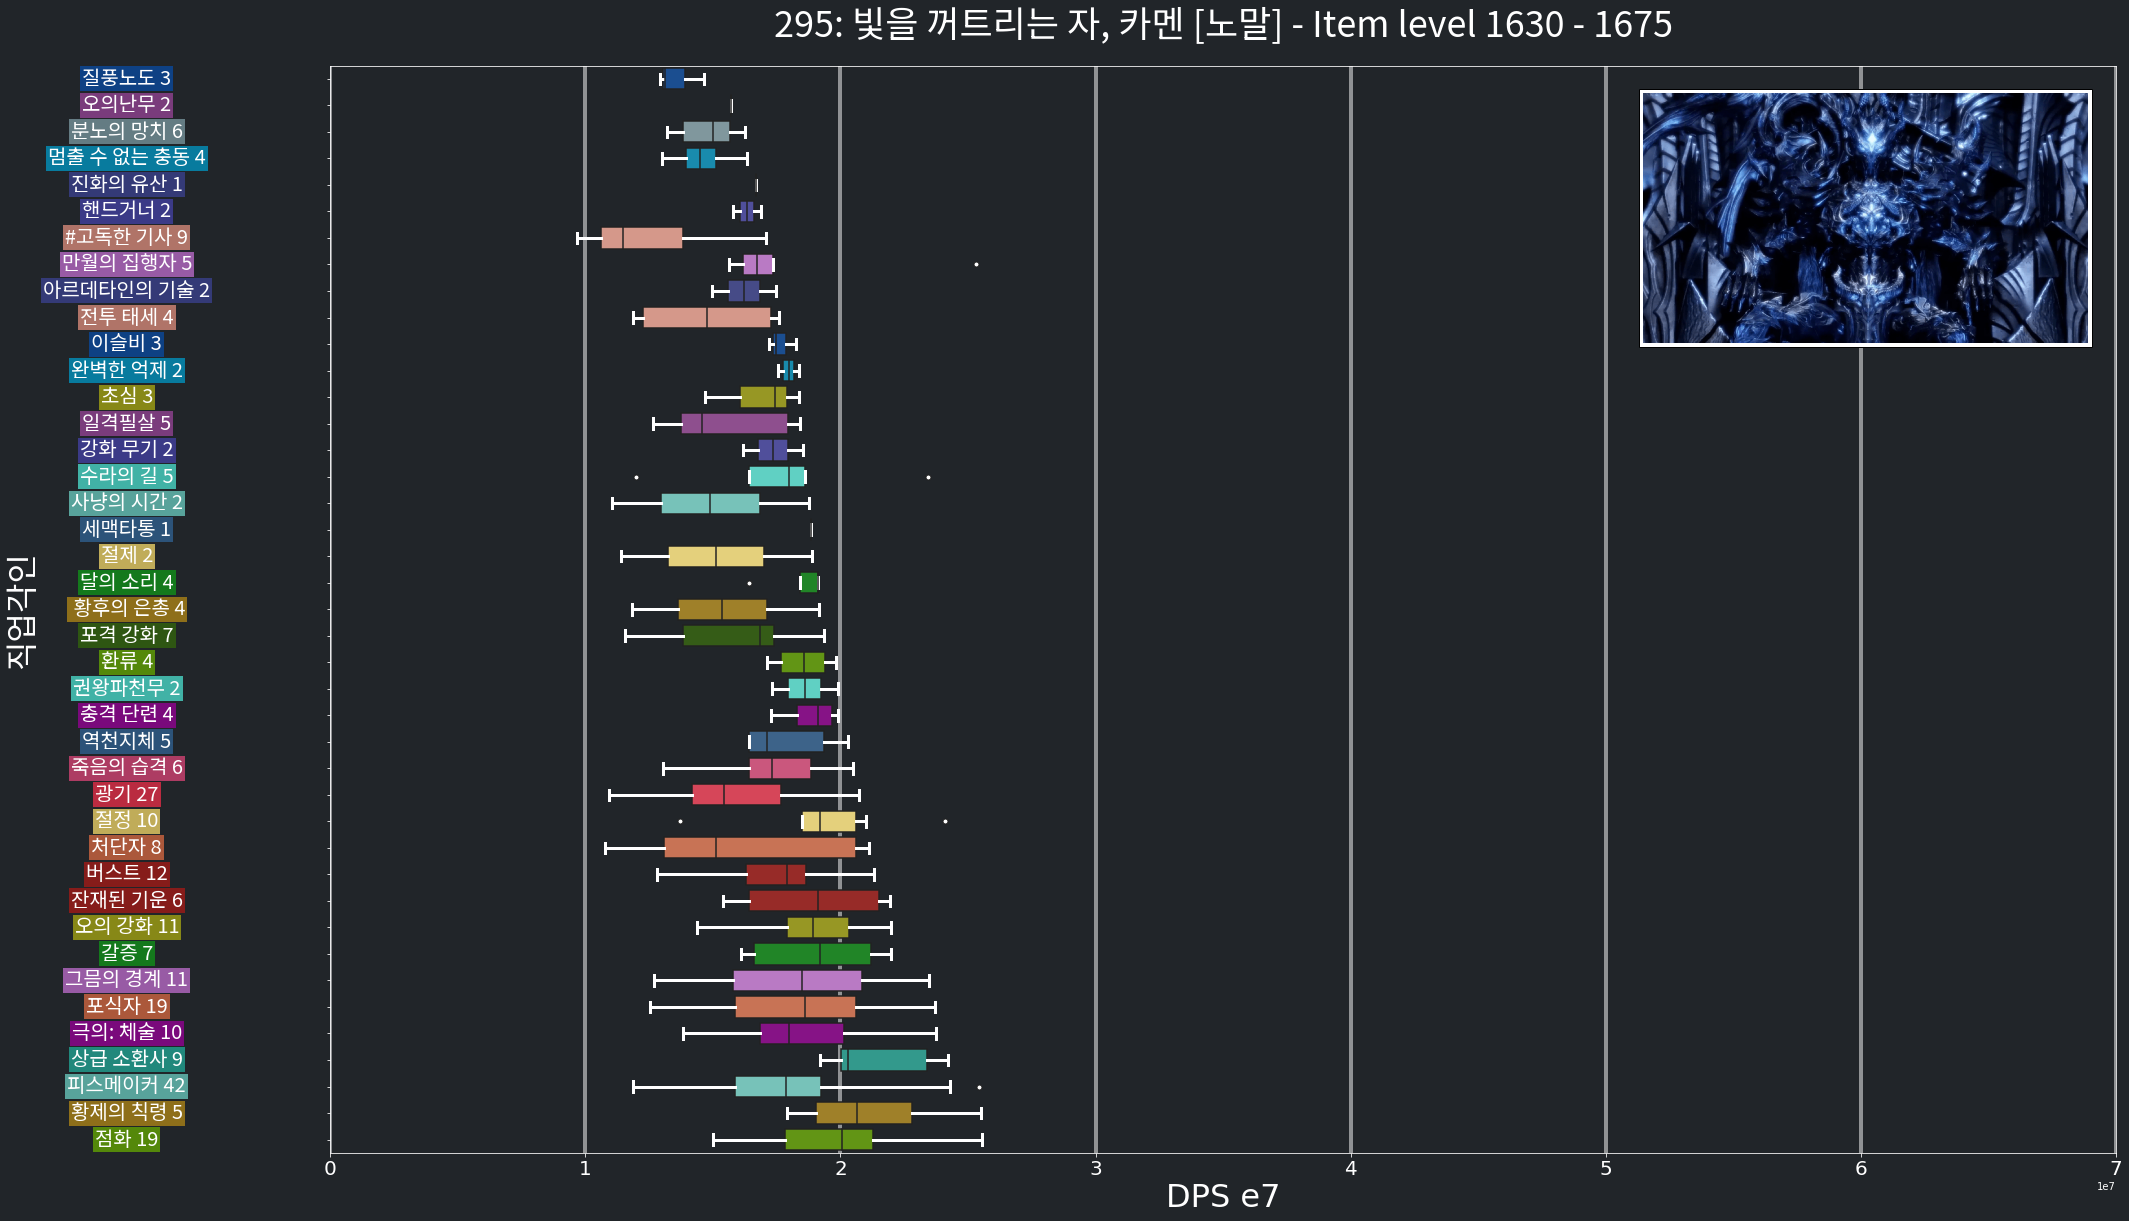 295: 빛을 꺼트리는 자, 카멘 [노말] - Item level 1630 - 1675
질풍노도 3
오의난무 2
분노의 망치 6
멈출 수 없는 충동 4
진화의 유산 1
핸드거너 2
#고독한 기사 9
만월의 집행자 5
아르데타인의 기술 2
전투 태세 4
이슬비 3
완벽한 억제 2
초심 3
일격필살 5
강화 무기 2
수라의 길 5
사냥의 시간 2
세맥타통 1
절제 2
달의 소리 4
황후의 은총 4
포격 강화 7
환류 4
권왕파천무 2
충격 단련 4
역천지체 5
죽음의 습격 6
광기 27
절정 10
처단자 8
버스트 12
잔재된 기운 6
오의 강화 11
갈증 7
그믐의 경계 11
포식자 19
극의: 체술 10
상급 소환사 9
피스메이커 42
황제의 칙령 5
점화 19
직업각인
0 1 2 3 4 5 6 7
1e7
DPS e7